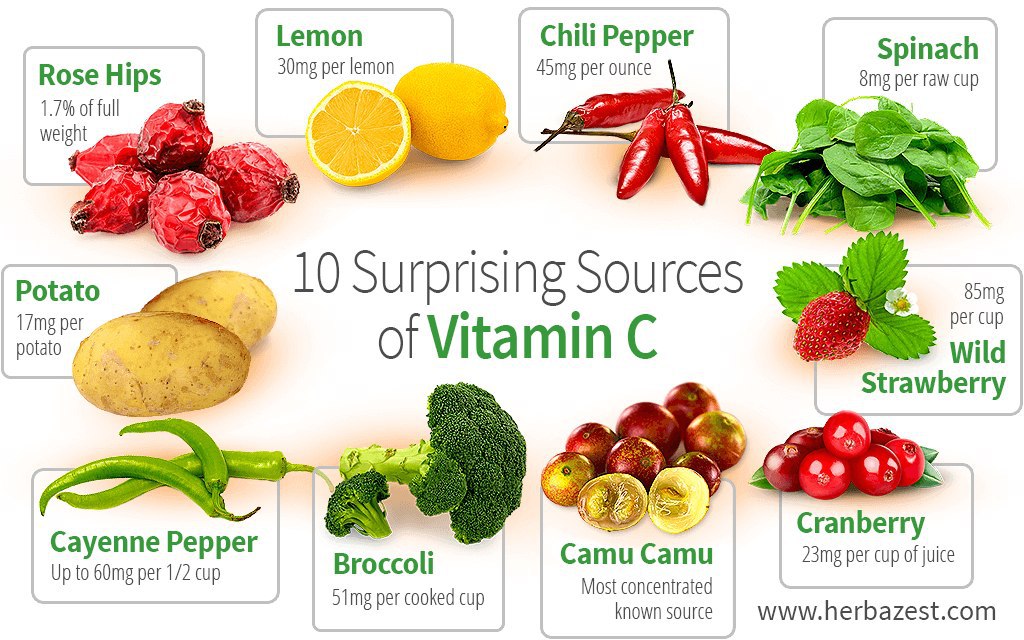 Rose Hips
1.7% of full
weight
Lemon
30mg per lemon
Chili Pepper
45mg per ounce
Spinach
8mg per raw cup
10 Surprising Sources
of Vitamin C
Potato
17mg per
potato
85mg
per cup
Wild
Strawberry
Cayenne Pepper
Up to 60mg per 1/2 cup
Broccoli
51mg per cooked cup
Camu Camu
Most concentrated
known source
Cranberry
23mg per cup of juice
www.herbazest.com